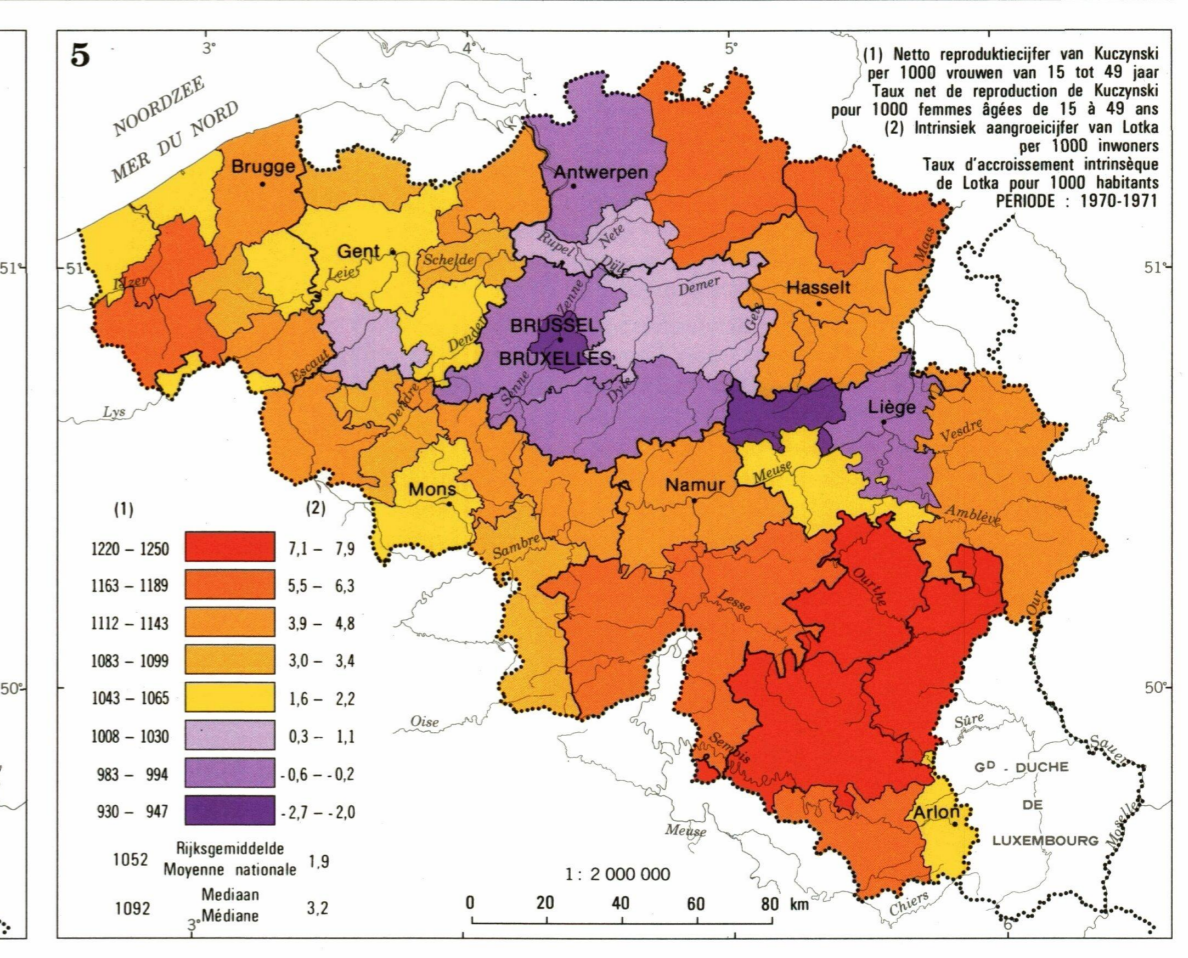 5
3°
4°
5°
(1) Netto reproduktiecijfer van Kuczynski
per 1000 vrouwen van 15 tot 49 jaar
Taux net de reproduction de Kuczynski
pour 1000 femmes âgées de 15 à 49 ans
(2) Intrinsiek aangroeicijfer van Lotka
per 1000 inwoners
Taux d'accroissement intrinsèque
de Lotka pour 1000 habitants
PERIODE : 1970-1971
NOORDZEE
MER DU NORD
Brugge
Antwerpen
Gent
Rupel
Nete
Maas
51°
51°
51°
IJzer
Leie
Schelde
Demer
Hasselt
Zenne
Gete
BRUSSEL
BRUXELLES
Dender
Escaut
Senne
Dyle
Dendre
Lys
Liège
Vesdre
Mons
Meuse
Namur
Amblève
Sambre
Ourthe
Lesse
Our
(1)
(2)
1220 – 1250
7,1 – 7,9
1163 – 1189
5,5 – 6,3
1112 – 1143
3,9 – 4,8
1083 – 1099
3,0 – 3,4
1043 – 1065
1,6 – 2,2
1008 – 1030
0,3 – 1,1
983 – 994
-0,6 – -0,2
930 – 947
-2,7 – -2,0
1052
Rijksgemiddelde
Moyenne nationale
1,9
1092
Mediaan
Médiane
3,2
50°
50°
Oise
Semois
Sûre
Sauer
GD - DUCHE
DE
LUXEMBOURG
Moselle
Arlon
Meuse
Chiers
1 : 2 000 000
0 20 40 60 80 km
3°
4
5
6